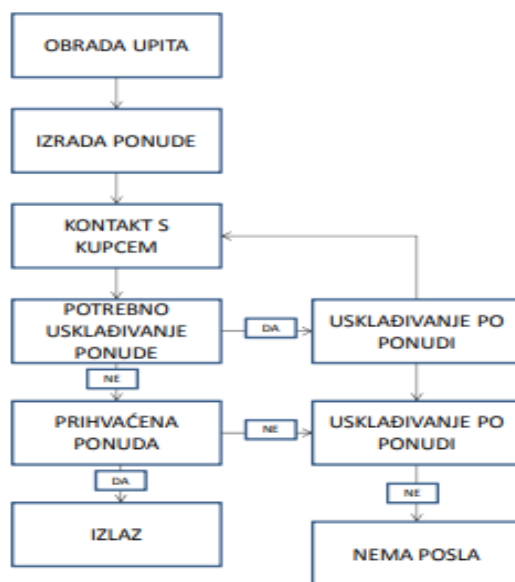 OBRADA UPITA
IZRADA PONUDE
KONTAKT S
KUPCEM
POTREBNO
USKLAĐIVANJE
PONUDE
DA
USKLAĐIVANJE PO
PONUDI
NE
PRIHVAĆENA
PONUDA
NE
USKLAĐIVANJE PO
PONUDI
DA
NE
IZLAZ
NEMA POSLA